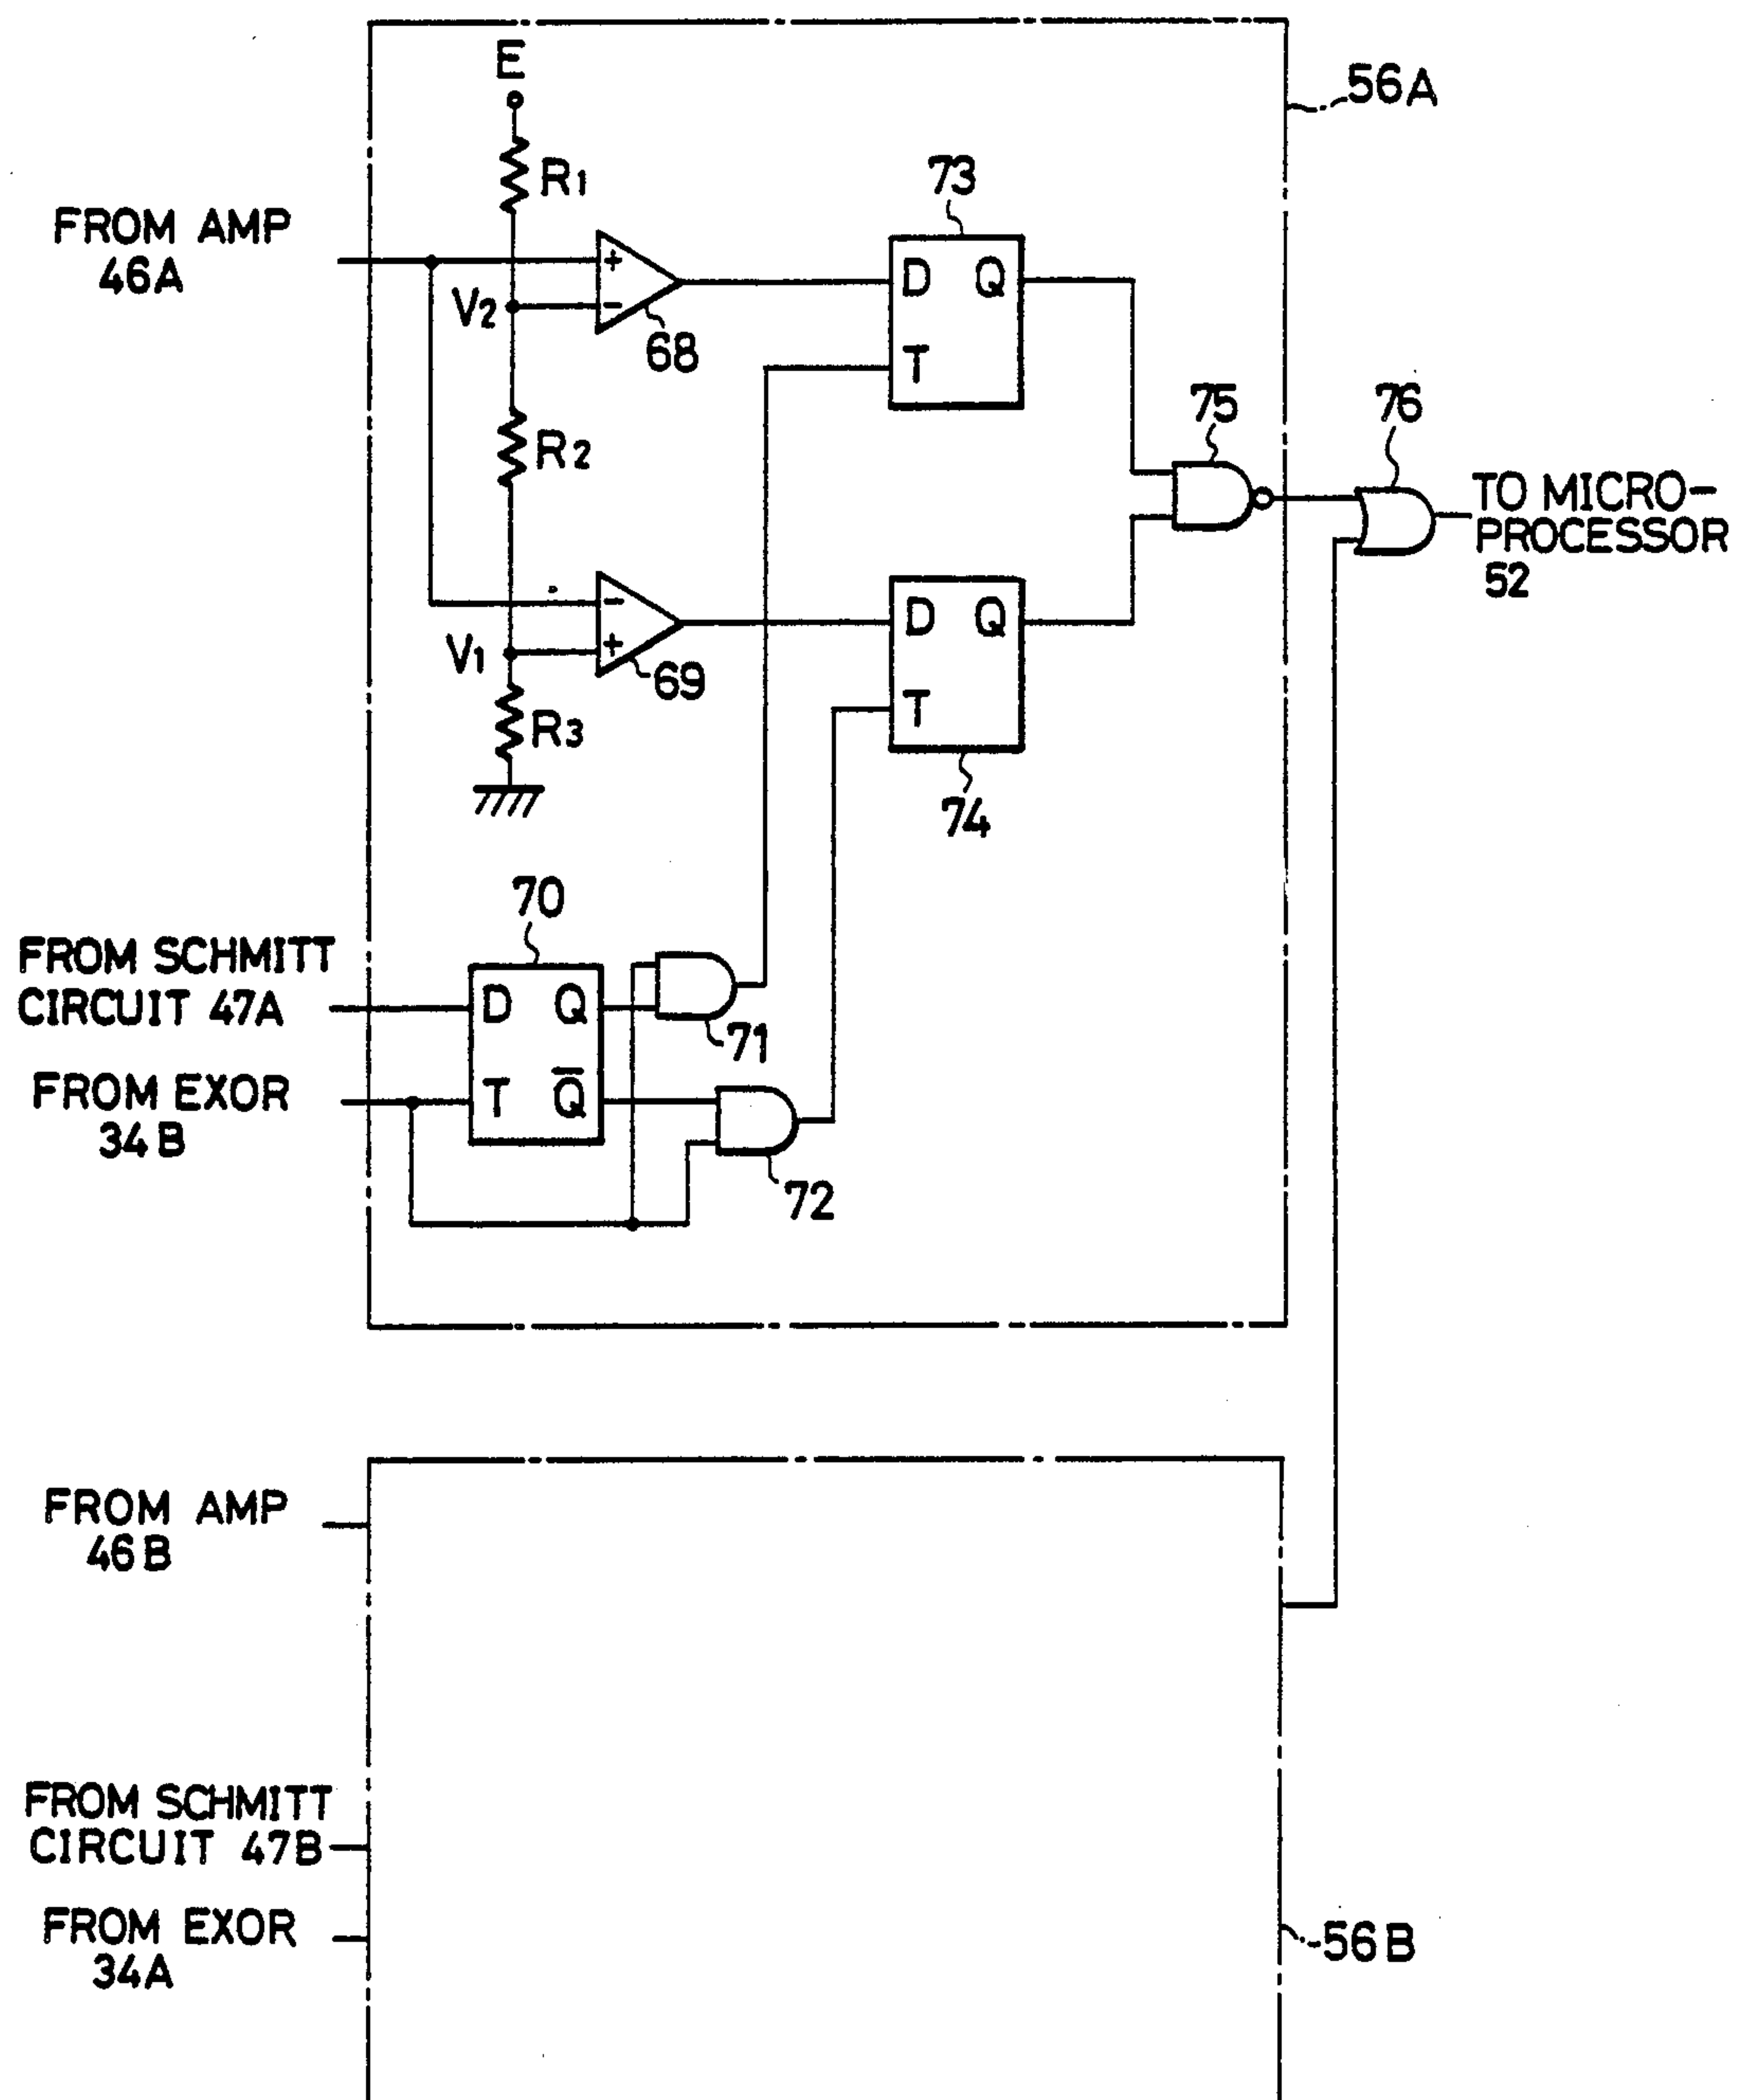 E
56A
R1
73
FROM AMP
46A
+
D Q
V2
-
68
T
75
76
R2
TO MICRO-
PROCESSOR
52
-
D Q
V1
+
69
T
R3
74
70
FROM SCHMITT
CIRCUIT 47A
D Q
71
FROM EXOR
34B
T Q̅
72
FROM AMP
46B
FROM SCHMITT
CIRCUIT 47B
FROM EXOR
34A
56B